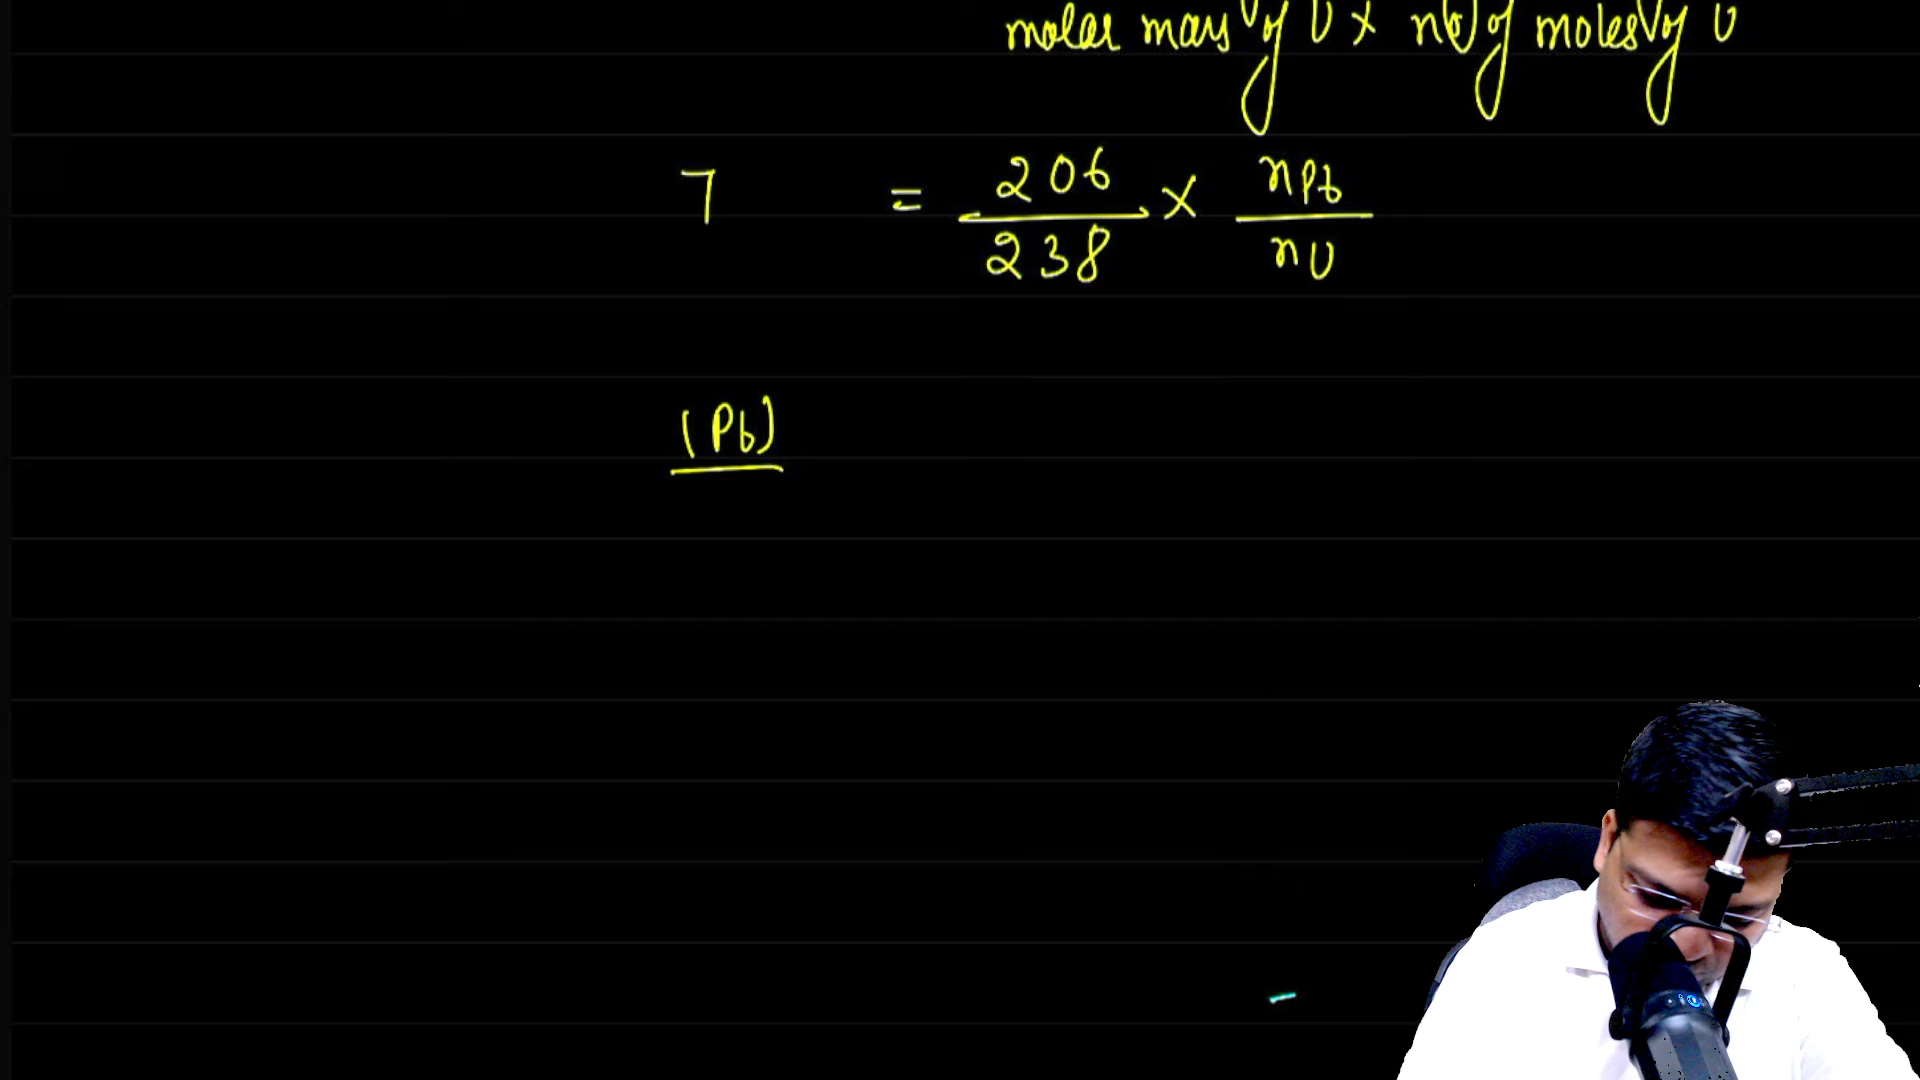 molar mass of U × no of moles of U
7 = 206/238 × nPb/nU
(Pb)